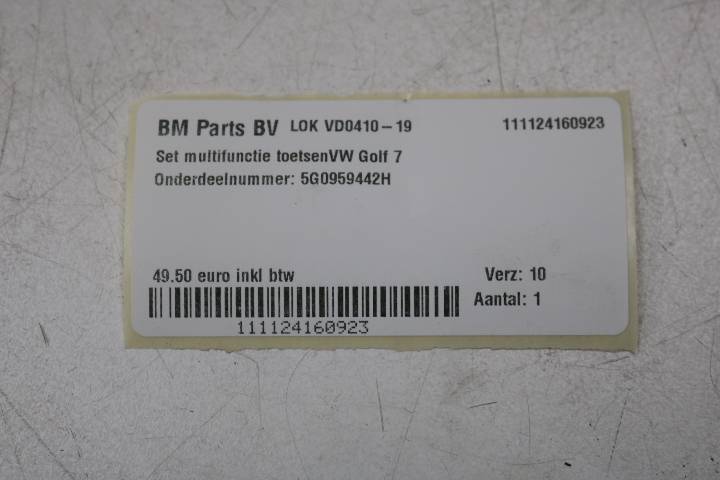 BM Parts BV LOK VD0410-19 111124160923
Set multifunctie toetsenVW Golf 7
Onderdeelnummer: 5G0959442H
49.50 euro inkl btw Verz: 10
Aantal: 1
111124160923